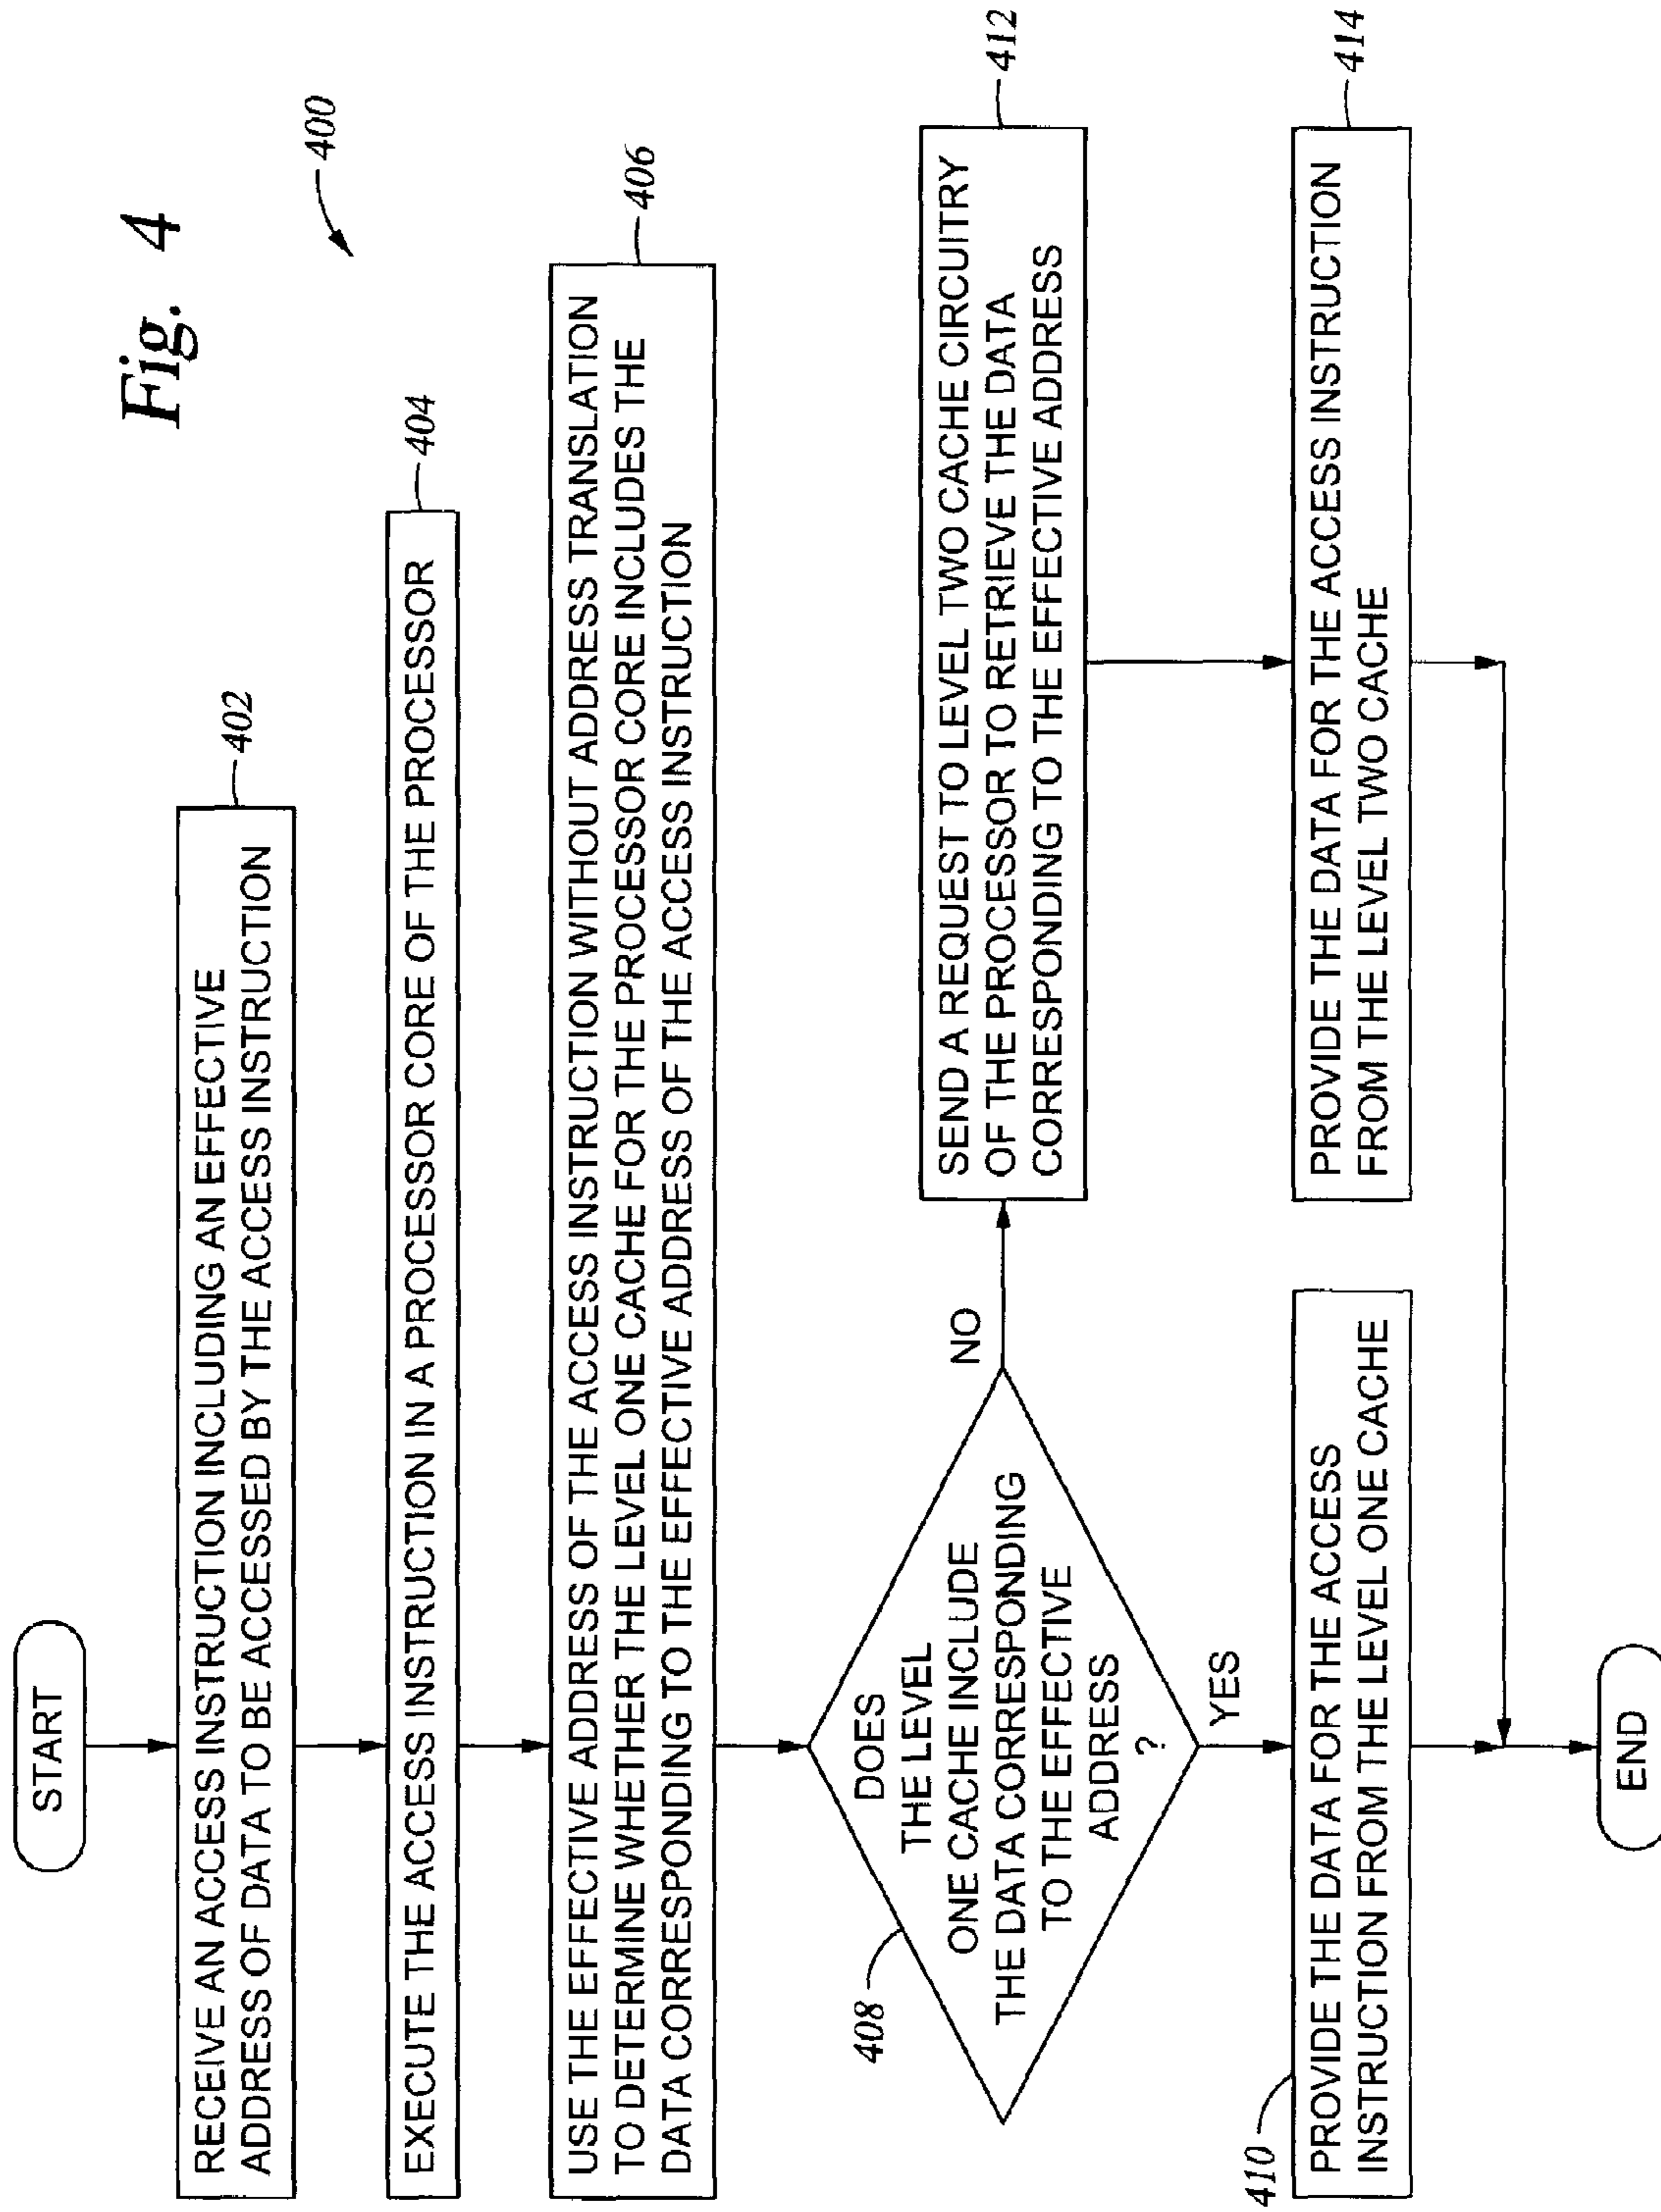 Fig. 4
400
START
RECEIVE AN ACCESS INSTRUCTION INCLUDING AN EFFECTIVE
ADDRESS OF DATA TO BE ACCESSED BY THE ACCESS INSTRUCTION
402
EXECUTE THE ACCESS INSTRUCTION IN A PROCESSOR CORE OF THE PROCESSOR
404
USE THE EFFECTIVE ADDRESS OF THE ACCESS INSTRUCTION WITHOUT ADDRESS TRANSLATION
TO DETERMINE WHETHER THE LEVEL ONE CACHE FOR THE PROCESSOR CORE INCLUDES THE
DATA CORRESPONDING TO THE EFFECTIVE ADDRESS OF THE ACCESS INSTRUCTION
406
408
DOES
THE LEVEL
ONE CACHE INCLUDE
THE DATA CORRESPONDING
TO THE EFFECTIVE
ADDRESS
?
NO
YES
SEND A REQUEST TO LEVEL TWO CACHE CIRCUITRY
OF THE PROCESSOR TO RETRIEVE THE DATA
CORRESPONDING TO THE EFFECTIVE ADDRESS
412
410
PROVIDE THE DATA FOR THE ACCESS
INSTRUCTION FROM THE LEVEL ONE CACHE
PROVIDE THE DATA FOR THE ACCESS INSTRUCTION
FROM THE LEVEL TWO CACHE
414
END